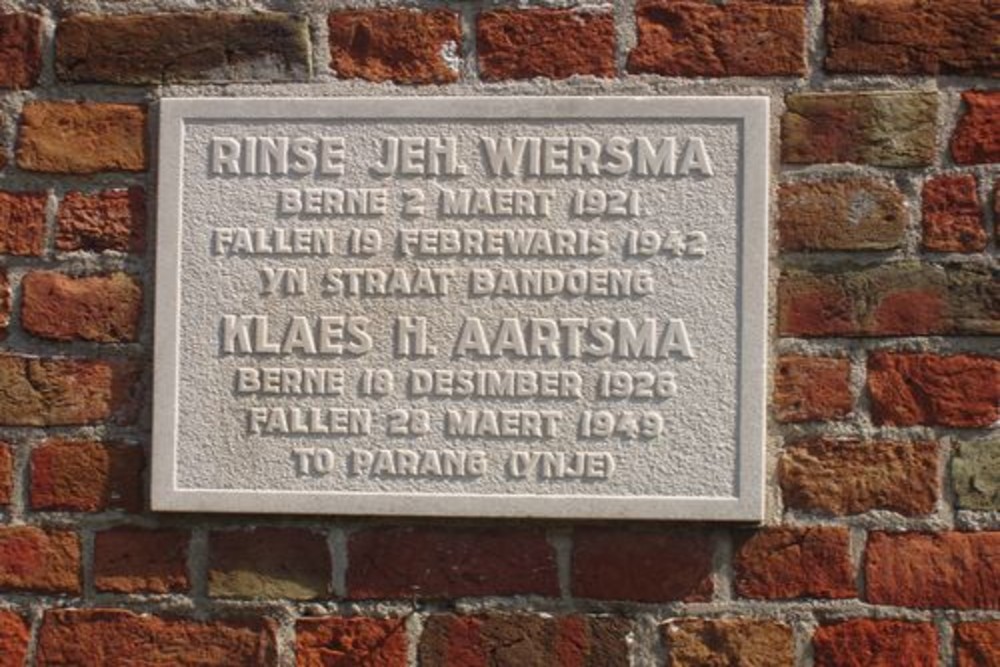 RINSE JEH. WIERSMA
BERNE 2 MAERT 1921
FALLEN 19 FEBREWARIS 1942
YN STRAAT BANDOENG
KLAES H. AARTSMA
BERNE 18 DESIMBER 1926
FALLEN 28 MAERT 1949
TO PARANG (YNJE)